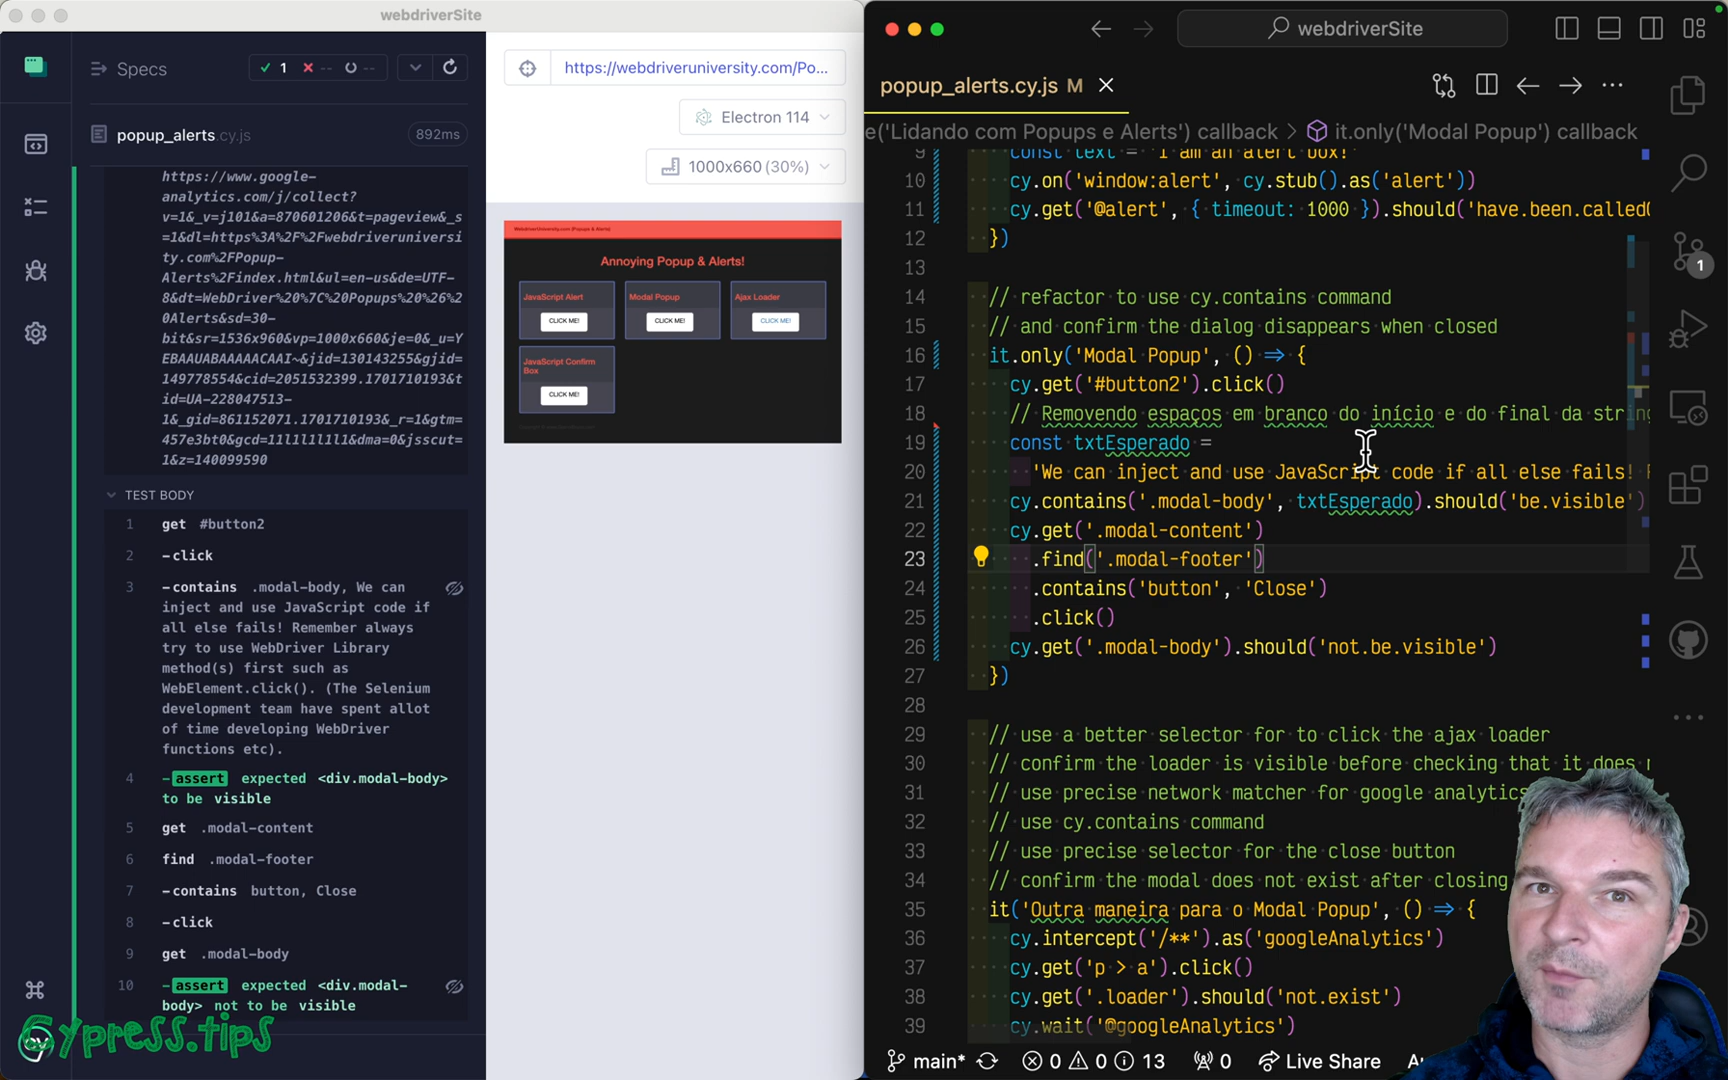 webdriverSite
Specs
1
--
--
https://webdriveruniversity.com/Po...
Electron 114
1000x660 (30%)
popup_alerts.cy.js
892ms
https://www.google-
analytics.com/j/collect?
v=1&_v=j101&a=870601206&t=pageview&_s
=1&dl=https%3A%2F%2Fwebdriveruniversi
ty.com%2FPopup-
Alerts%2Findex.html&ul=en-us&de=UTF-
8&dt=WebDriver%20%7C%20Popups%20%26%2
0Alerts&sd=30-
bit&sr=1536x960&vp=1000x660&je=0&_u=Y
EBAAUABAAAAACAAI~&jid=130143255&gjid=
149778554&cid=2051532399.1701710193&t
id=UA-228047513-
1&_gid=861152071.1701710193&_r=1&gtm=
457e3bt0&gcd=11l1l1l1l1&dma=0&jsscut=
1&z=140099590
TEST BODY
1 get #button2
2 -click
3 -contains .modal-body, We can
inject and use JavaScript code if
all else fails! Remember always
try to use WebDriver Library
method(s) first such as
WebElement.click(). (The Selenium
development team have spent allot
of time developing WebDriver
functions etc).
4 -assert expected <div.modal-body>
to be visible
5 get .modal-content
6 find .modal-footer
7 -contains button, Close
8 -click
9 get .modal-body
10 -assert expected <div.modal-
body> not to be visible
cy
Cypress.tips
WebdriverUniversity.com (Popups & Alerts)
Annoying Popup & Alerts!
JavaScript Alert
CLICK ME!
Modal Popup
CLICK ME!
Ajax Loader
CLICK ME!
JavaScript Confirm
Box
CLICK ME!
webdriverSite
popup_alerts.cy.js M
e('Lidando com Popups e Alerts') callback > it.only('Modal Popup') callback
9 const text = 'I am an alert box!'
10 cy.on('window:alert', cy.stub().as('alert'))
11 cy.get('@alert', { timeout: 1000 }).should('have.been.called
12 })
13
14 // refactor to use cy.contains command
15 // and confirm the dialog disappears when closed
16 it.only('Modal Popup', () => {
17 cy.get('#button2').click()
18 // Removendo espaços em branco do início e do final da string
19 const txtEsperado =
20 'We can inject and use JavaScript code if all else fails!
21 cy.contains('.modal-body', txtEsperado).should('be.visible')
22 cy.get('.modal-content')
23 .find('.modal-footer')
24 .contains('button', 'Close')
25 .click()
26 cy.get('.modal-body').should('not.be.visible')
27 })
28
29 // use a better selector for to click the ajax loader
30 // confirm the loader is visible before checking that it does
31 // use precise network matcher for google analytics
32 // use cy.contains command
33 // use precise selector for the close button
34 // confirm the modal does not exist after closing
35 it('Outra maneira para o Modal Popup', () => {
36 cy.intercept('/**').as('googleAnalytics')
37 cy.get('p > a').click()
38 cy.get('.loader').should('not.exist')
39 cy.wait('@googleAnalytics')
1
main* 0 0 13 0 Live Share